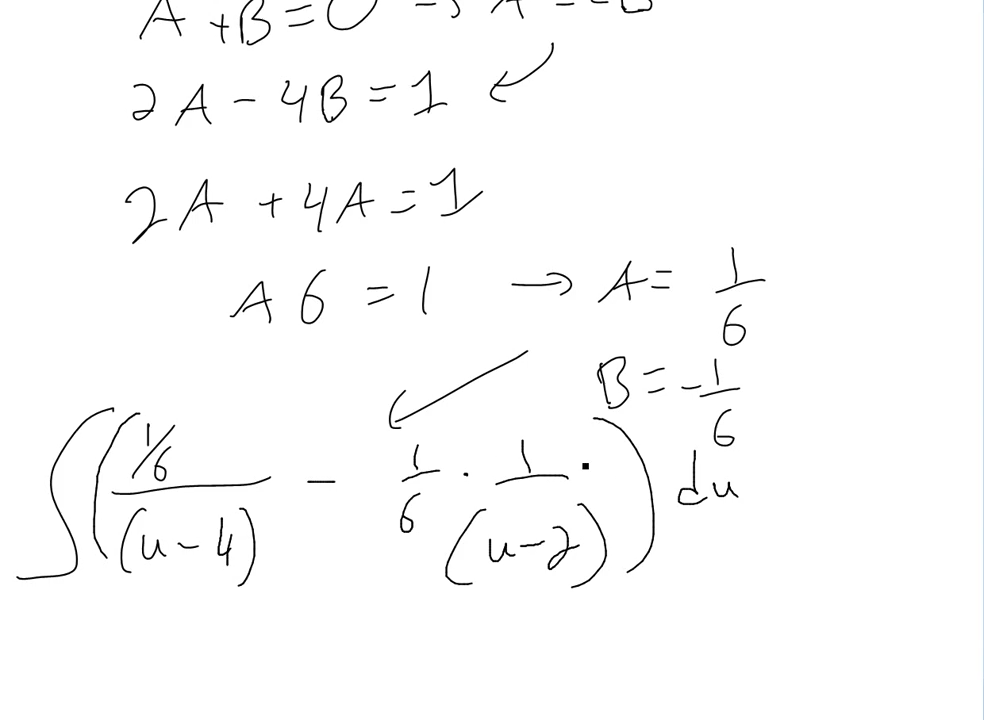 A + B = 0 → A = -B
2A - 4B = 1
2A + 4A = 1
A6 = 1 → A = 1/6
B = -1/6
∫((1/6)/(u-4) - 1/6 · 1/(u-2)) du